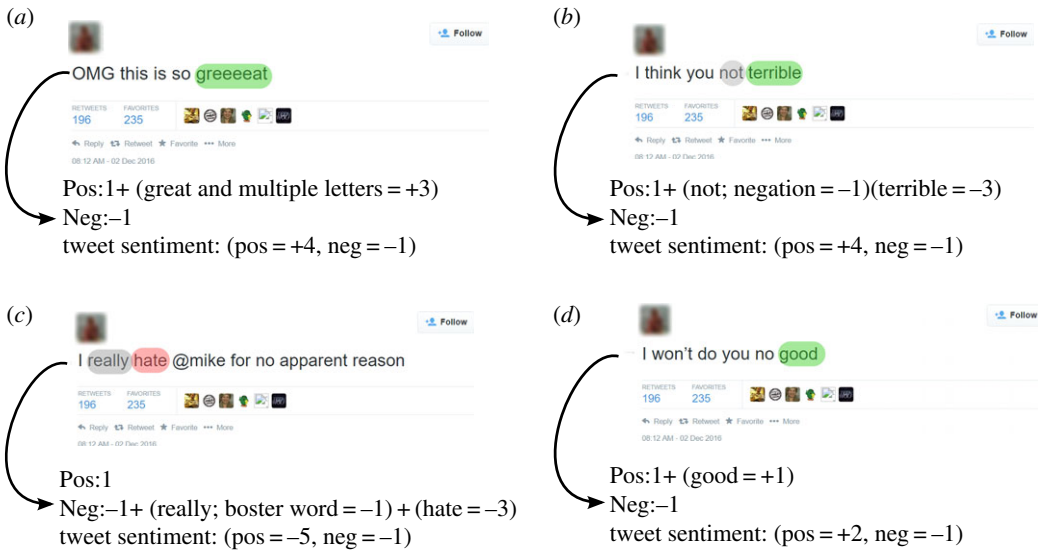 (a)
Follow
OMG this is so greeeeat
RETWEETS FAVORITES
196 235
Reply Retweet Favorite More
08:12 AM - 02 Dec 2016
Pos:1+ (great and multiple letters = +3)
Neg:–1
tweet sentiment: (pos = +4, neg = –1)
(b)
Follow
I think you not terrible
RETWEETS FAVORITES
196 235
Reply Retweet Favorite More
08:12 AM - 02 Dec 2016
Pos:1+ (not; negation = –1)(terrible = –3)
Neg:–1
tweet sentiment: (pos = +4, neg = –1)
(c)
Follow
I really hate @mike for no apparent reason
RETWEETS FAVORITES
196 235
Reply Retweet Favorite More
08:12 AM - 02 Dec 2016
Pos:1
Neg:–1+ (really; boster word = –1) + (hate = –3)
tweet sentiment: (pos = –5, neg = –1)
(d)
Follow
I won't do you no good
RETWEETS FAVORITES
196 235
Reply Retweet Favorite More
08:12 AM - 02 Dec 2016
Pos:1+ (good = +1)
Neg:–1
tweet sentiment: (pos = +2, neg = –1)